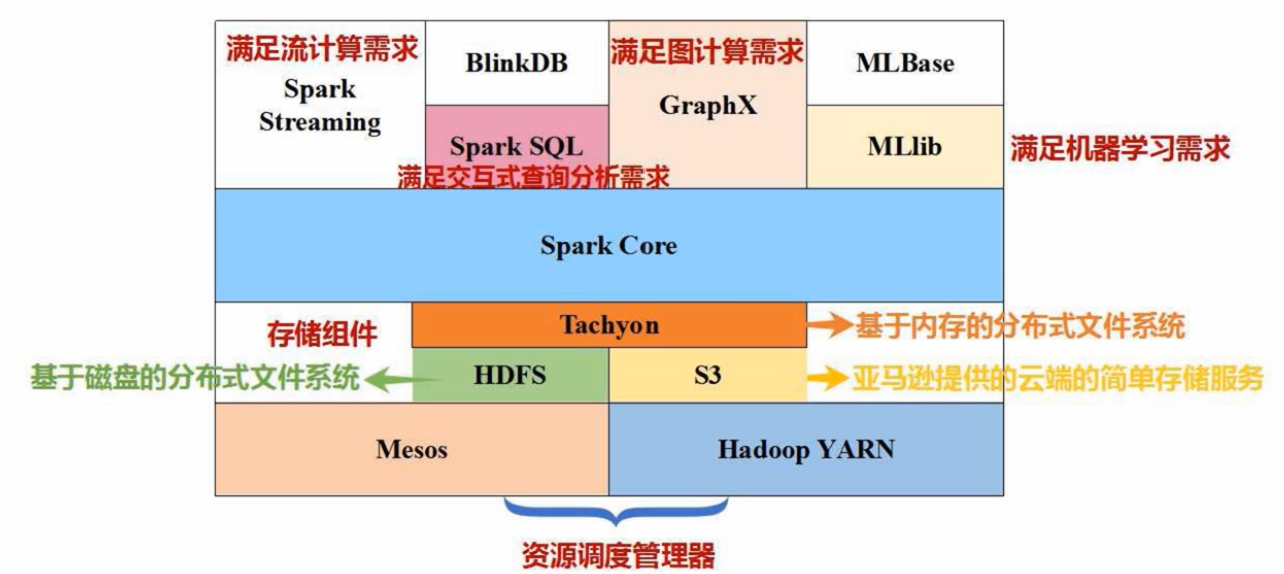 满足流计算需求
Spark
Streaming
BlinkDB
Spark SQL
满足交互式查询分析需求
满足图计算需求
GraphX
MLBase
MLlib
满足机器学习需求
Spark Core
存储组件
Tachyon
基于内存的分布式文件系统
基于磁盘的分布式文件系统
HDFS
S3
亚马逊提供的云端的简单存储服务
Mesos
Hadoop YARN
资源调度管理器